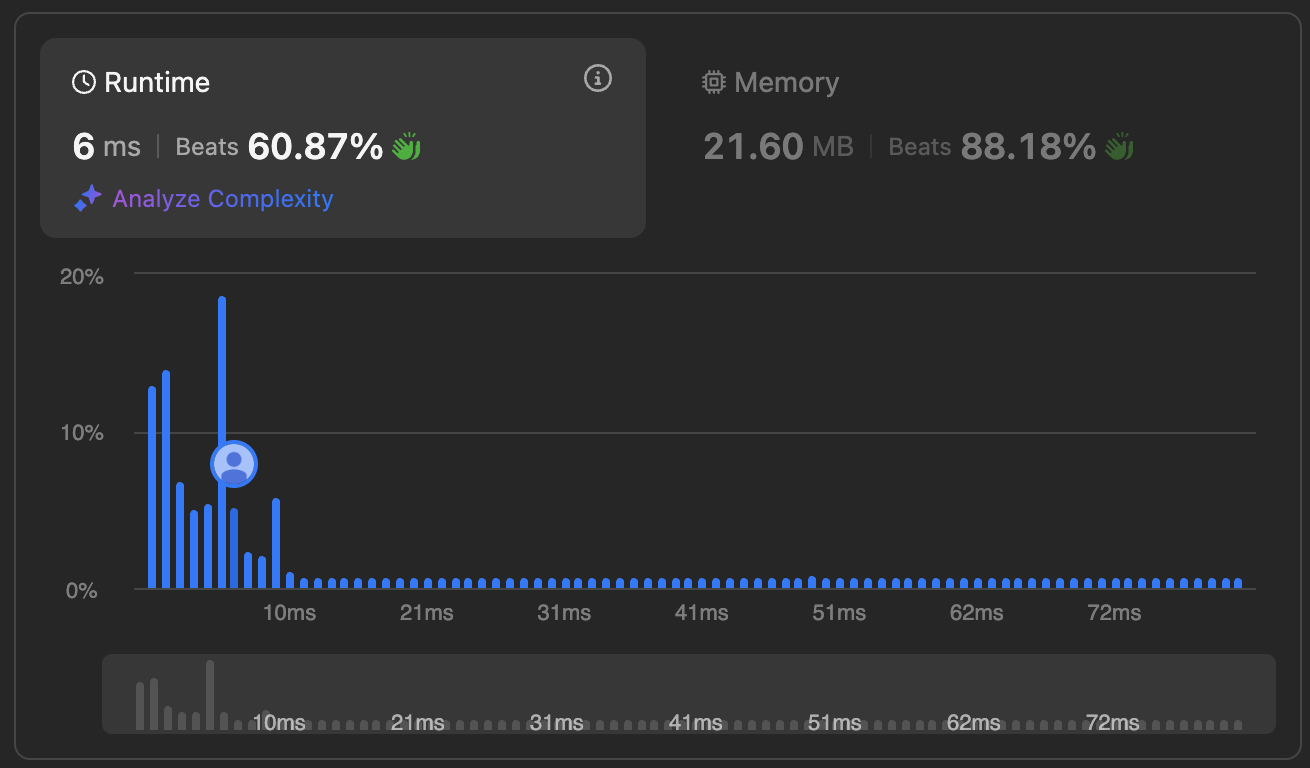 Runtime
6 ms | Beats 60.87%
Analyze Complexity
Memory
21.60 MB | Beats 88.18%
20%
10%
0%
10ms 21ms 31ms 41ms 51ms 62ms 72ms
10ms 21ms 31ms 41ms 51ms 62ms 72ms